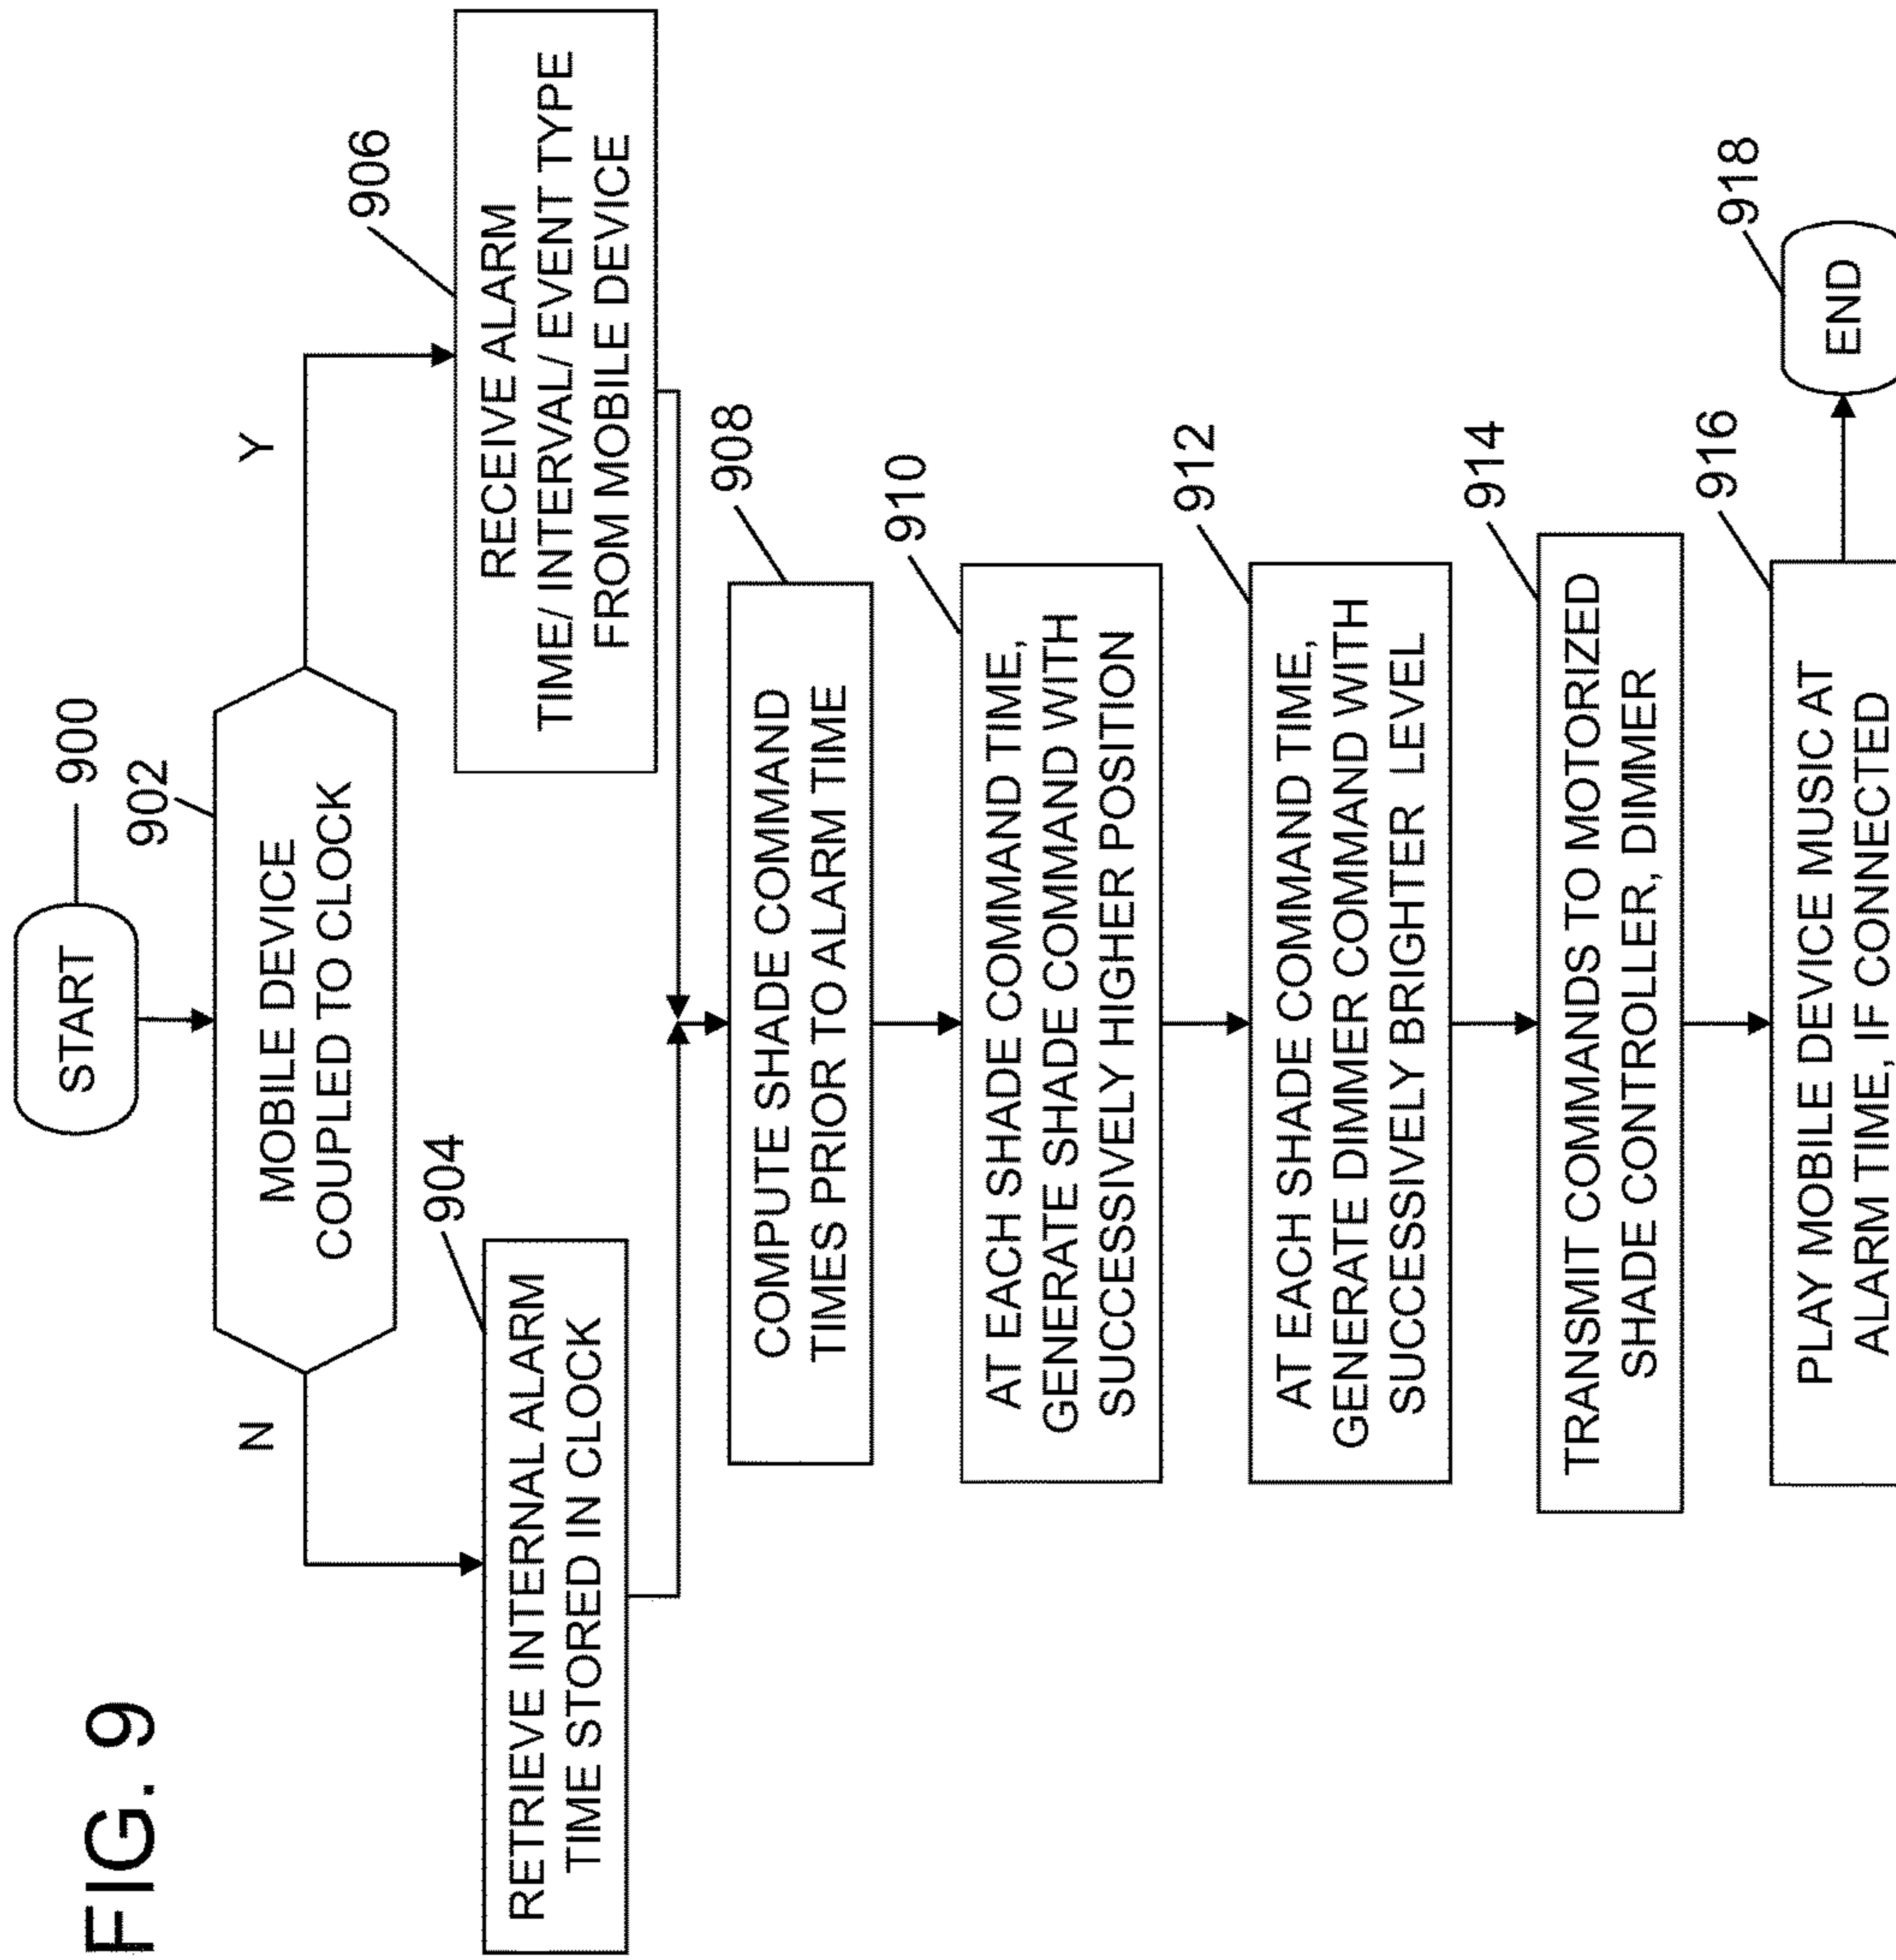 FIG. 9
START
900
902
MOBILE DEVICE
COUPLED TO CLOCK
N
Y
904
RETRIEVE INTERNAL ALARM
TIME STORED IN CLOCK
906
RECEIVE ALARM
TIME/ INTERVAL/ EVENT TYPE
FROM MOBILE DEVICE
908
COMPUTE SHADE COMMAND
TIMES PRIOR TO ALARM TIME
910
AT EACH SHADE COMMAND TIME,
GENERATE SHADE COMMAND WITH
SUCCESSIVELY HIGHER POSITION
912
AT EACH SHADE COMMAND TIME,
GENERATE DIMMER COMMAND WITH
SUCCESSIVELY BRIGHTER LEVEL
914
TRANSMIT COMMANDS TO MOTORIZED
SHADE CONTROLLER, DIMMER
916
PLAY MOBILE DEVICE MUSIC AT
ALARM TIME, IF CONNECTED
918
END